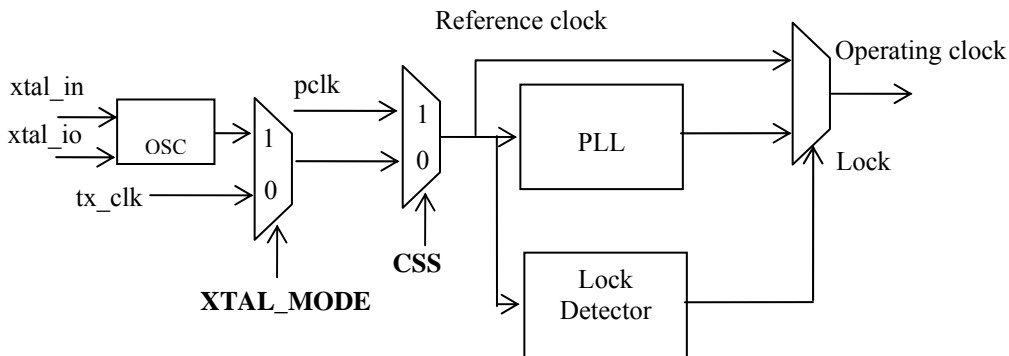 Reference clock
Operating clock
xtal_in
pclk
xtal_io
OSC
1
1
0
PLL
Lock
tx_clk
0
CSS
XTAL_MODE
Lock
Detector